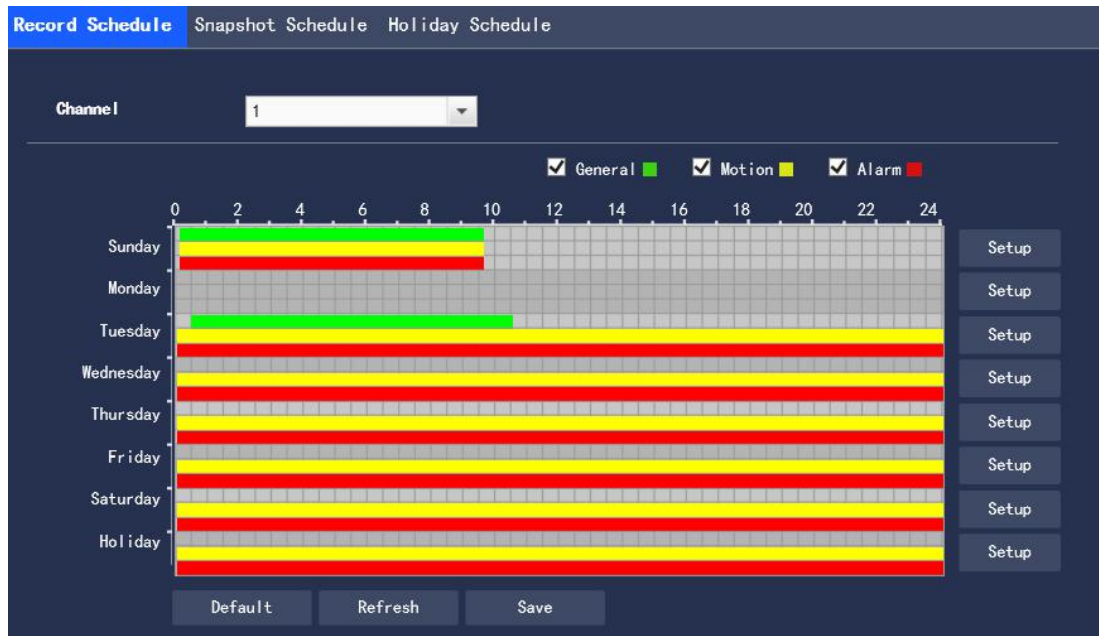 Record Schedule Snapshot Schedule Holiday Schedule
Channel 1
General Motion Alarm
0 2 4 6 8 10 12 14 16 18 20 22 24
Sunday Setup
Monday Setup
Tuesday Setup
Wednesday Setup
Thursday Setup
Friday Setup
Saturday Setup
Holiday Setup
Default Refresh Save